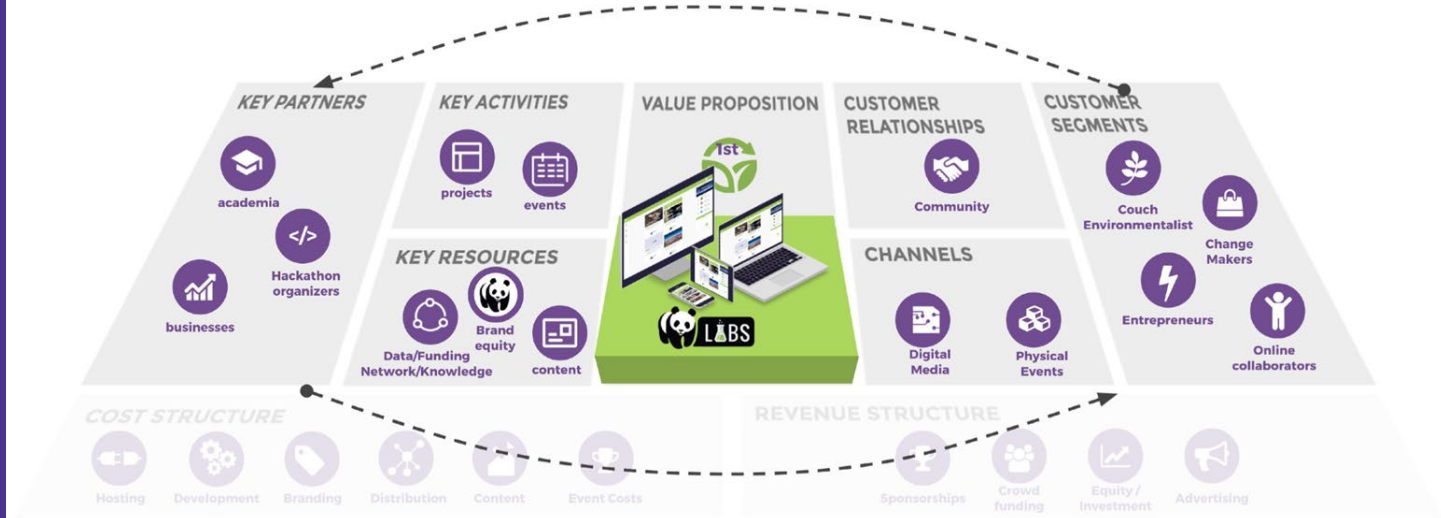 KEY PARTNERS
academia
</>
Hackathon
organizers
businesses
KEY ACTIVITIES
projects
events
KEY RESOURCES
Data/Funding
Network/Knowledge
Brand
equity
content
VALUE PROPOSITION
1st
LABS
CUSTOMER
RELATIONSHIPS
Community
CHANNELS
Digital
Media
Physical
Events
CUSTOMER
SEGMENTS
Couch
Environmentalist
Change
Makers
Entrepreneurs
Online
collaborators
COST STRUCTURE
Hosting
Development
Branding
Distribution
Content
Event Costs
REVENUE STRUCTURE
Sponsorships
Crowd
funding
Equity /
Investment
Advertising